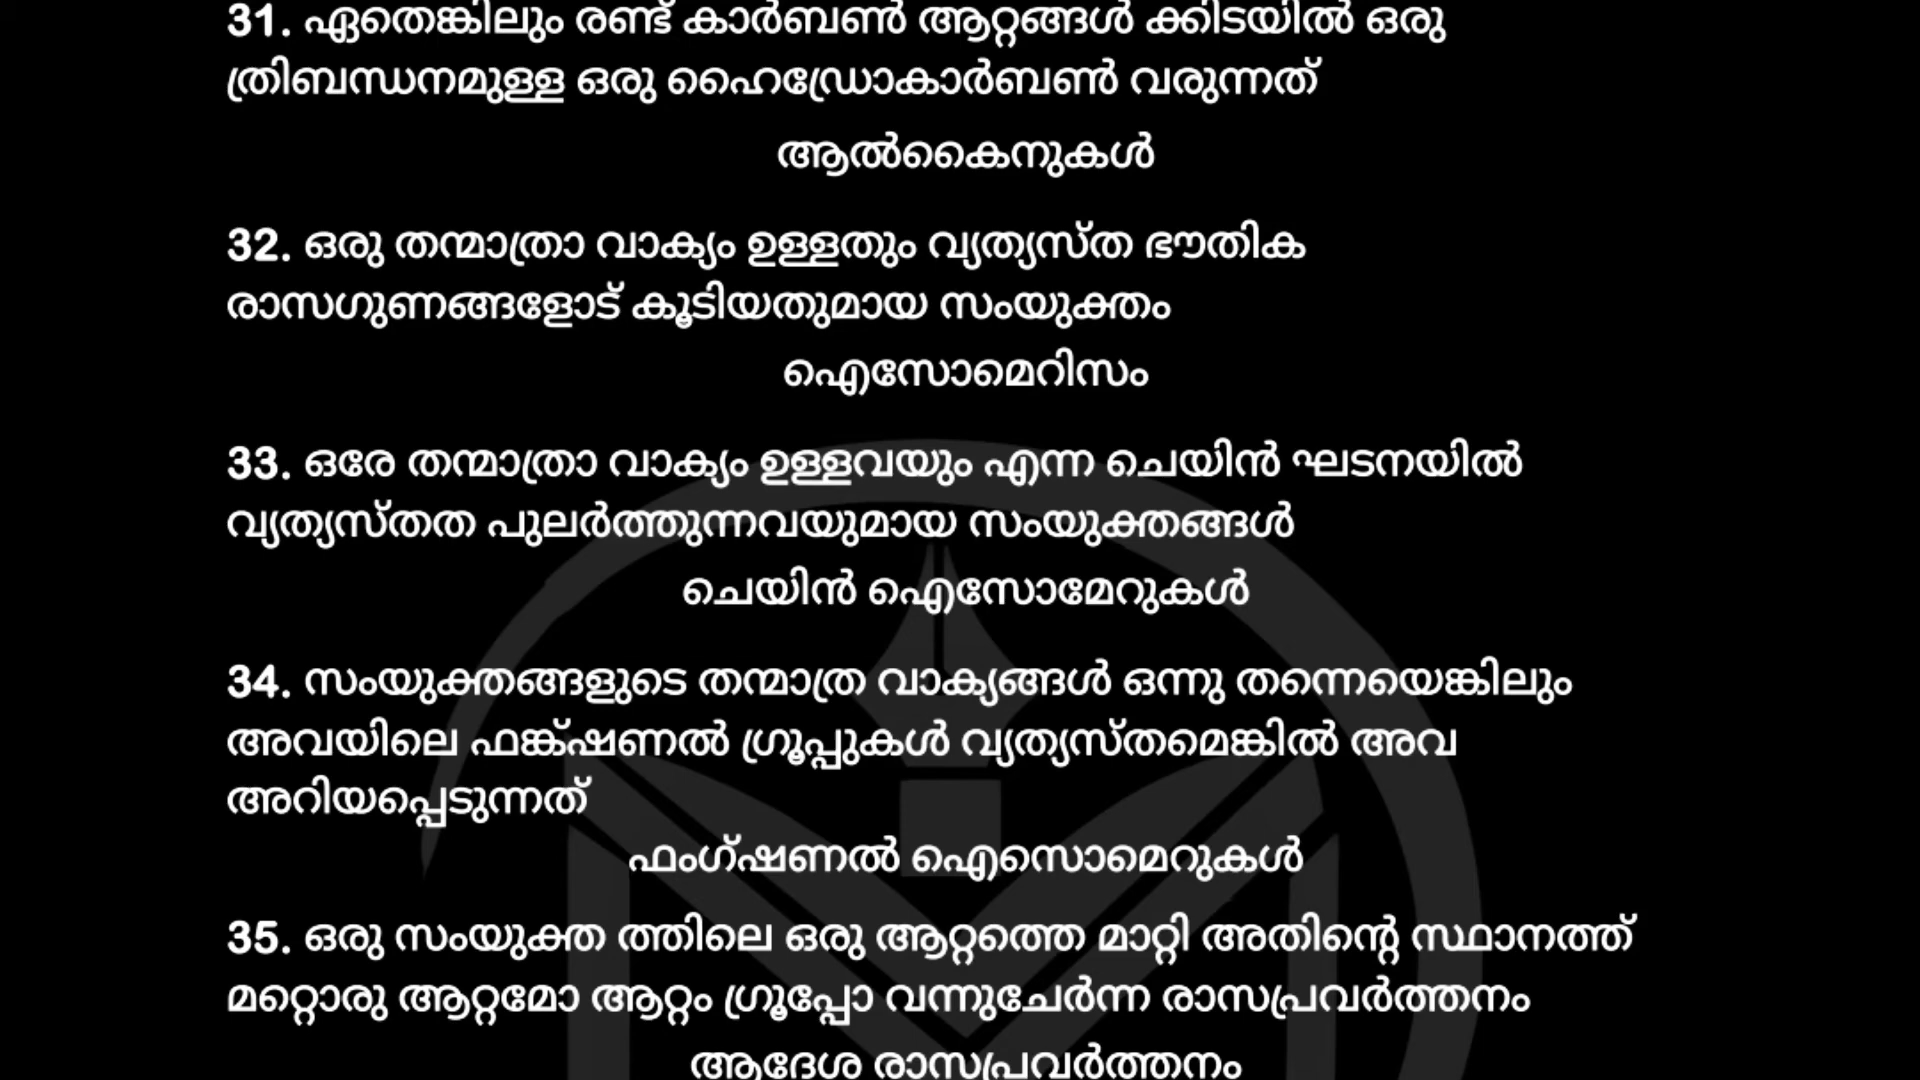 31. ഏതെങ്കിലും രണ്ട് കാർബൺ ആറ്റങ്ങൾ ക്കിടയിൽ ഒരു
ത്രിബന്ധനമുള്ള ഒരു ഹൈഡ്രോകാർബൺ വരുന്നത്
ആൽകൈനുകൾ
32. ഒരു തന്മാത്രാ വാക്യം ഉള്ളതും വ്യത്യസ്ത ഭൗതിക
രാസഗുണങ്ങളോട് കൂടിയതുമായ സംയുക്തം
ഐസോമെറിസം
33. ഒരേ തന്മാത്രാ വാക്യം ഉള്ളവയും എന്ന ചെയിൻ ഘടനയിൽ
വ്യത്യസ്തത പുലർത്തുന്നവയുമായ സംയുക്തങ്ങൾ
ചെയിൻ ഐസോമേറുകൾ
34. സംയുക്തങ്ങളുടെ തന്മാത്ര വാക്യങ്ങൾ ഒന്നു തന്നെയെങ്കിലും
അവയിലെ ഫങ്ക്ഷണൽ ഗ്രൂപ്പുകൾ വ്യത്യസ്തമെങ്കിൽ അവ
അറിയപ്പെടുന്നത്
ഫംഗ്ഷണൽ ഐസൊമെറുകൾ
35. ഒരു സംയുക്ത ത്തിലെ ഒരു ആറ്റത്തെ മാറ്റി അതിന്റെ സ്ഥാനത്ത്
മറ്റൊരു ആറ്റമോ ആറ്റം ഗ്രൂപ്പോ വന്നുചേർന്ന രാസപ്രവർത്തനം
ആദേശ രാസപ്രവർത്തനം